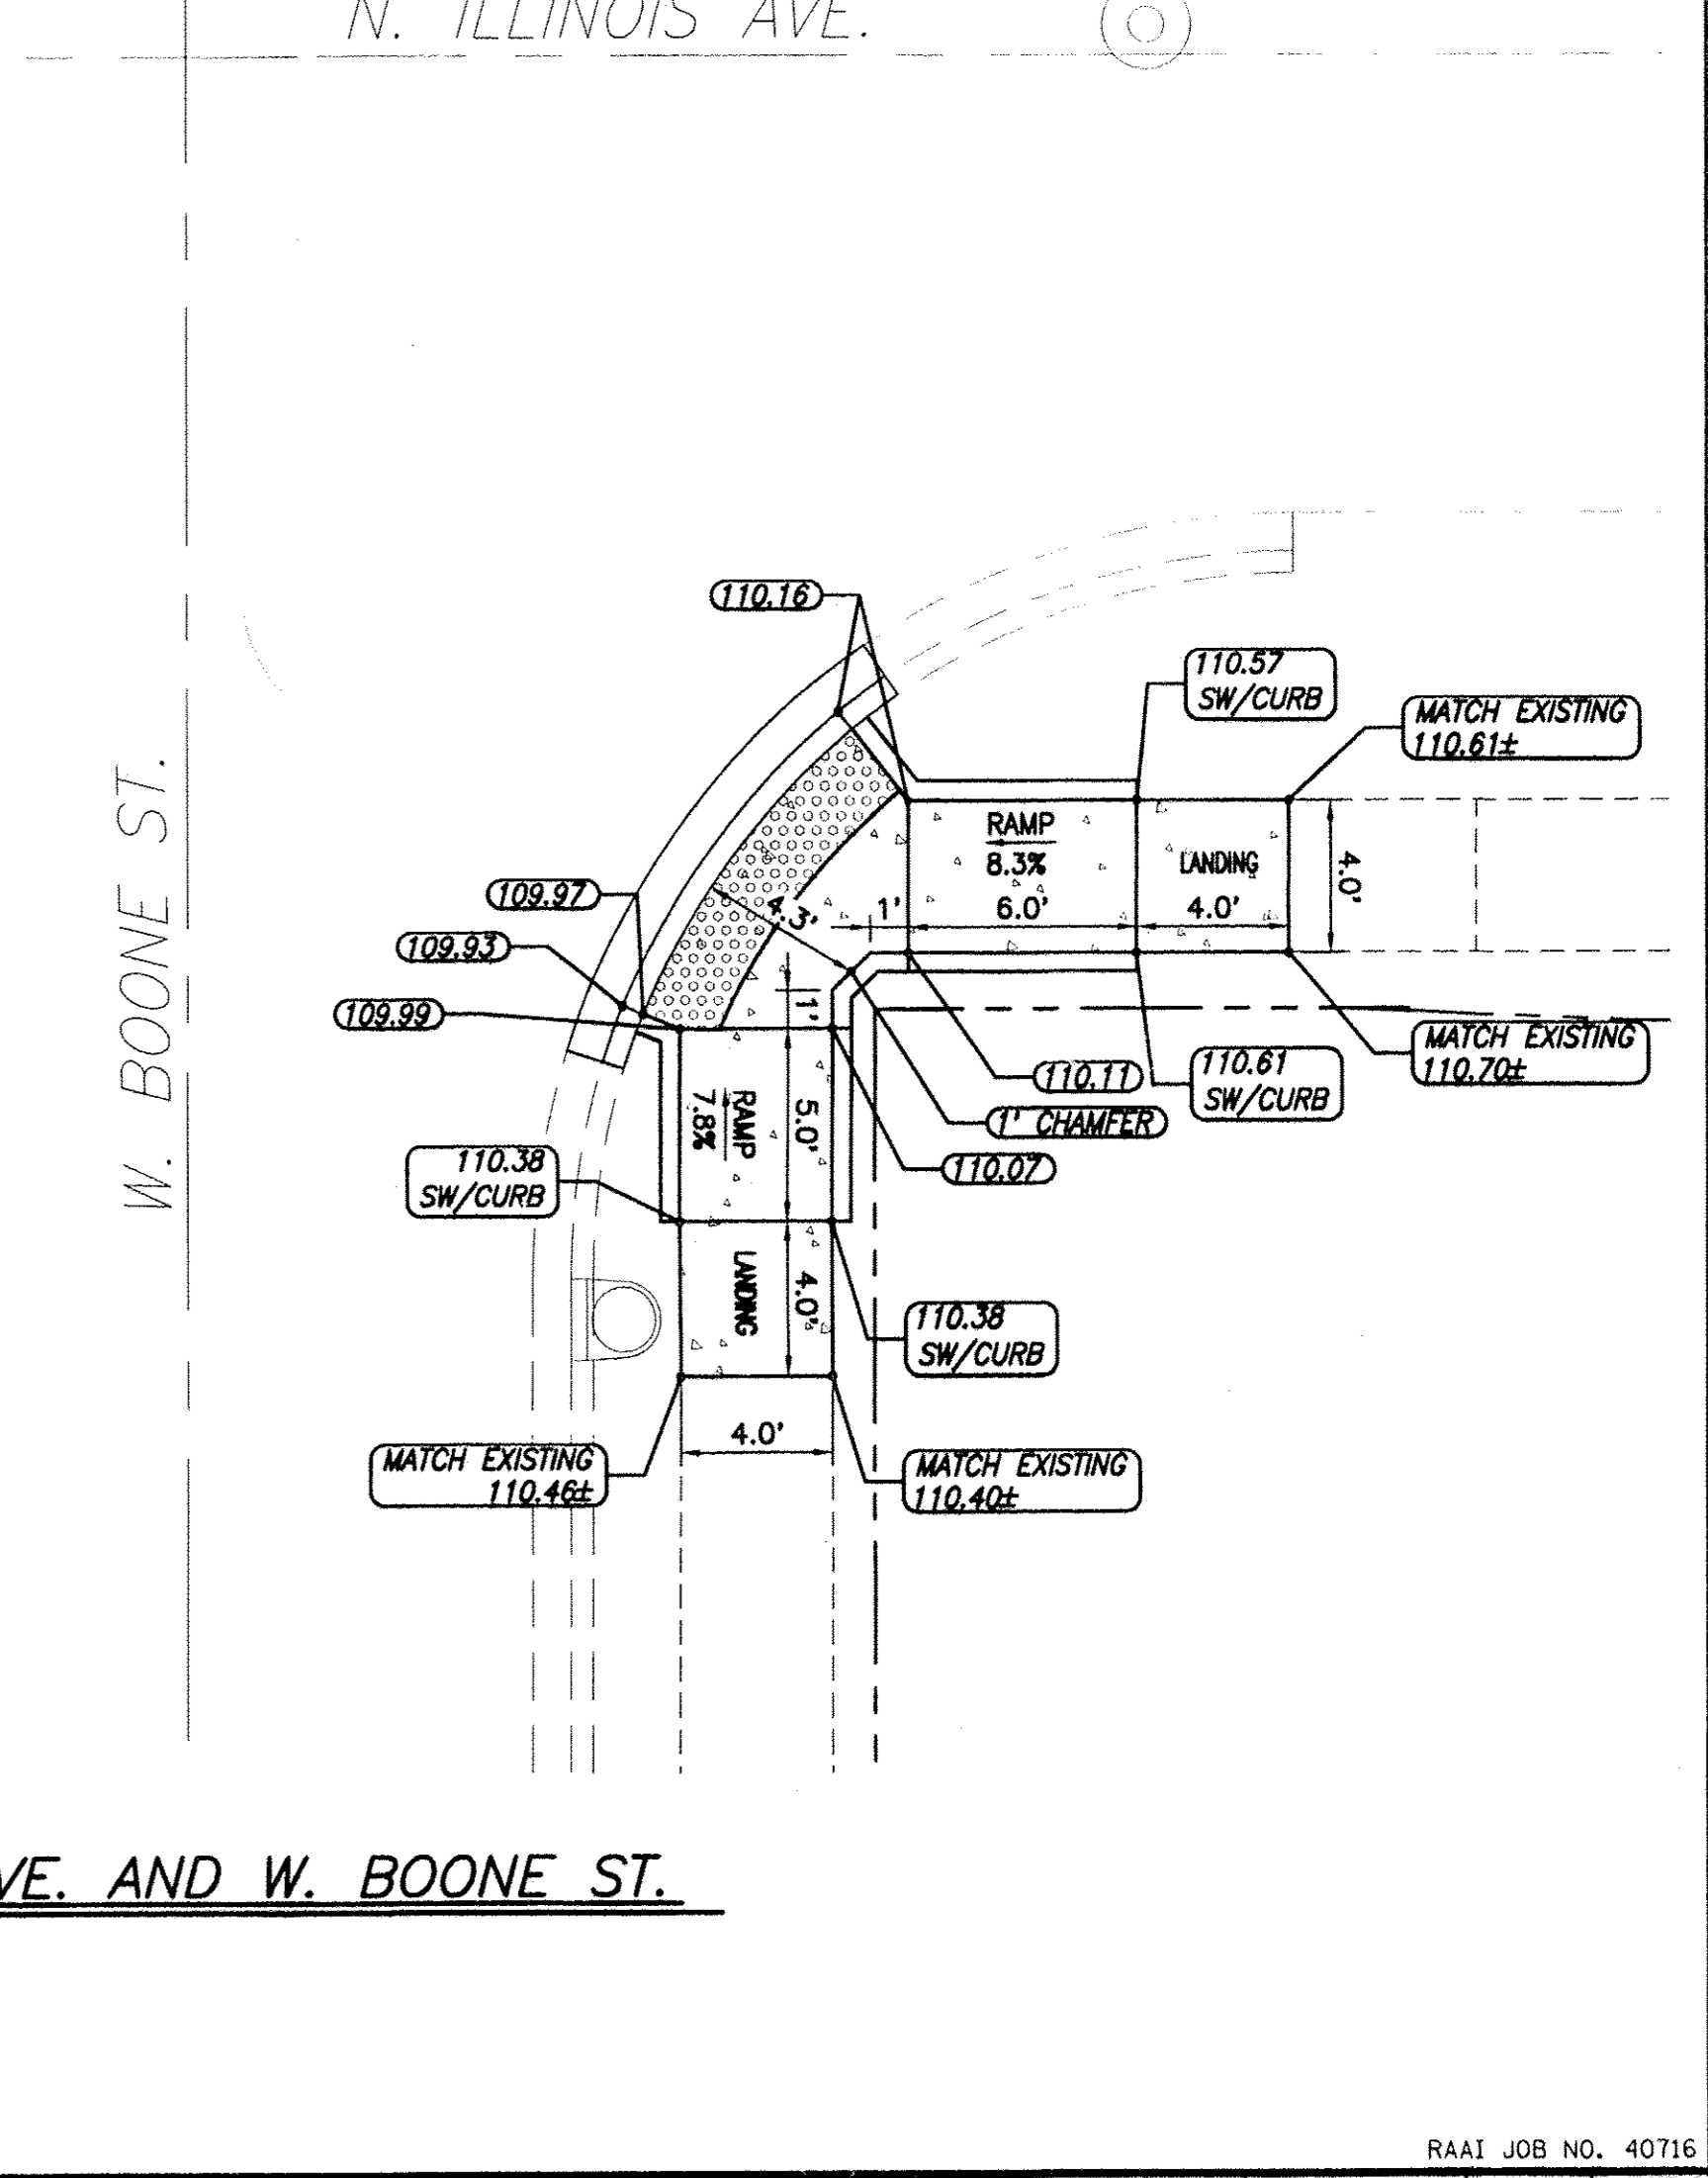 N. ILLINOIS AVE.
W. BOONE ST.
110.16
110.57
SW/CURB
MATCH EXISTING
110.61±
RAMP
8.3%
6.0'
1'
LANDING
4.0'
4.0'
109.97
109.93
109.99
4.3'
1'
110.11
1' CHAMFER
110.07
110.61
SW/CURB
MATCH EXISTING
110.70±
RAMP
7.8%
5.0'
110.38
SW/CURB
LANDING
4.0'
110.38
SW/CURB
4.0'
MATCH EXISTING
110.46±
MATCH EXISTING
110.40±
VE. AND W. BOONE ST.
RAAI JOB NO. 40716